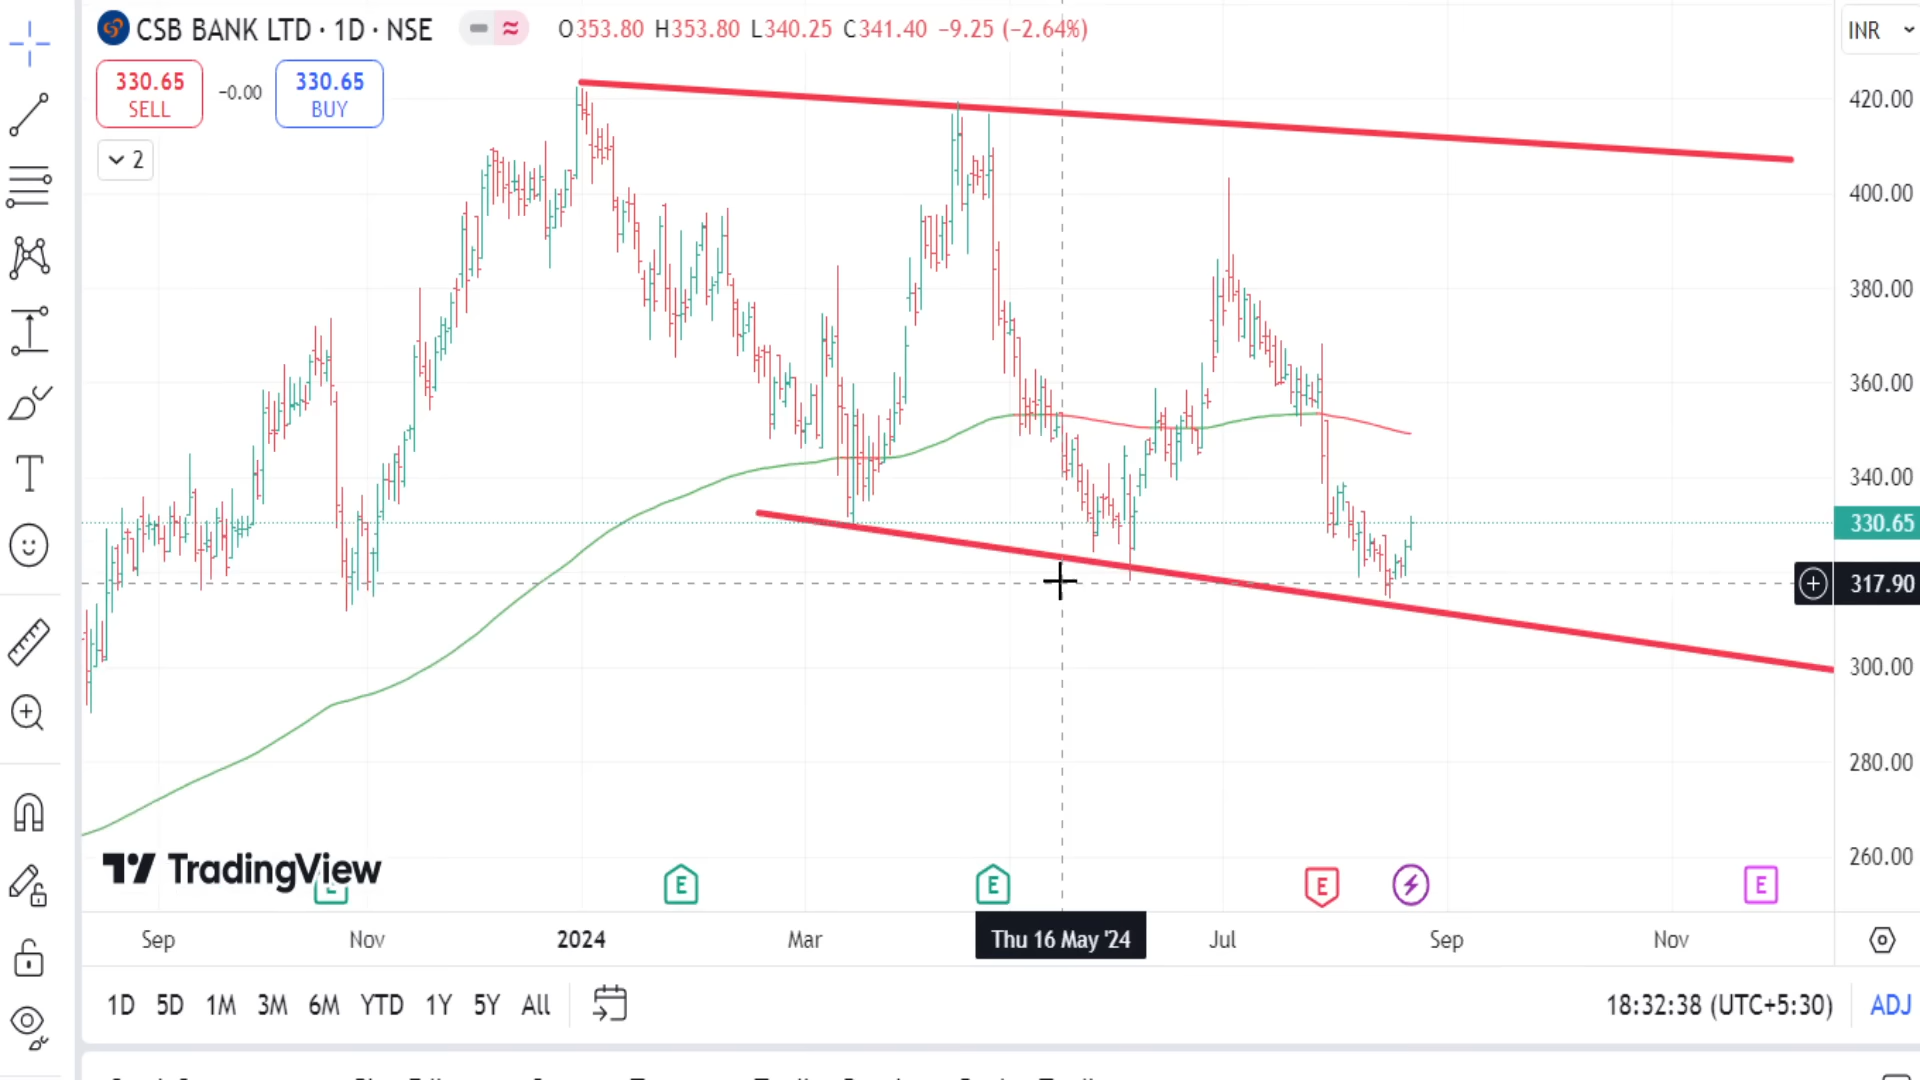 CSB BANK LTD · 1D · NSE O353.80 H353.80 L340.25 C341.40 −9.25 (−2.64%) INR
330.65 SELL −0.00 330.65 BUY
2
420.00
400.00
380.00
360.00
340.00
330.65
317.90
300.00
280.00
260.00
TradingView
E E E E
Sep Nov 2024 Mar Thu 16 May '24 Jul Sep Nov
1D 5D 1M 3M 6M YTD 1Y 5Y All 18:32:38 (UTC+5:30) ADJ